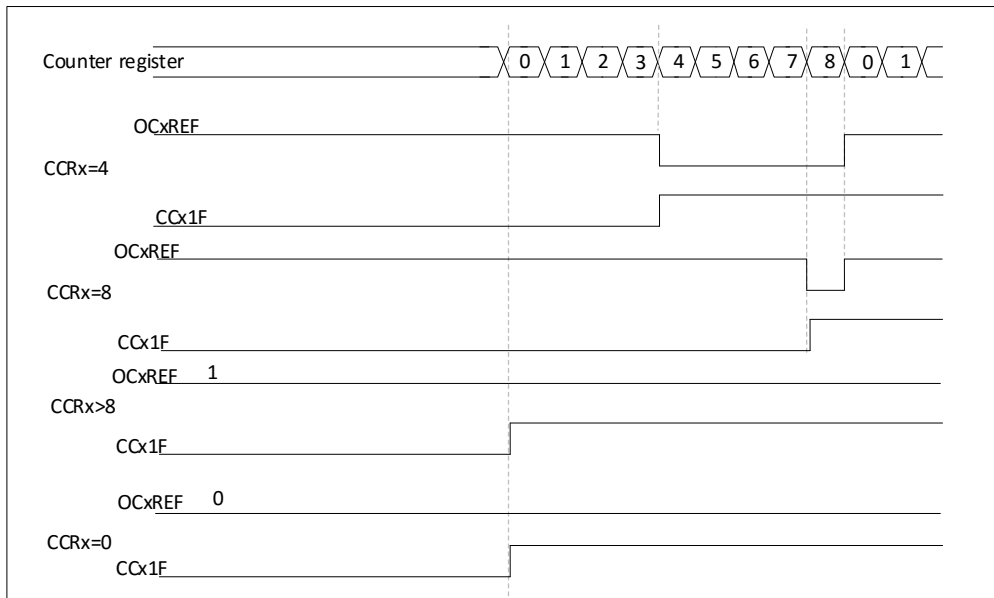 Counter register 0 1 2 3 4 5 6 7 8 0 1
OCxREF
CCRx=4
CCx1F
OCxREF
CCRx=8
CCx1F
OCxREF 1
CCRx>8
CCx1F
OCxREF 0
CCRx=0
CCx1F